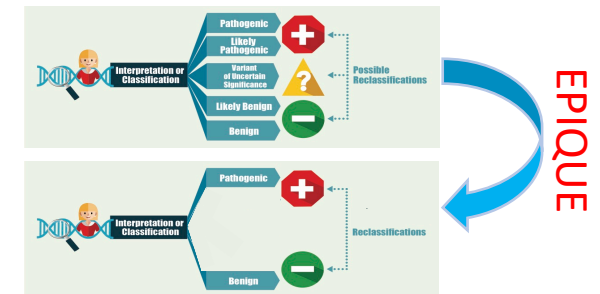 Pathogenic
Likely
Pathogenic
Interpretation or
Classification
Variant
of Uncertain
Significance
?
Possible
Reclassifications
Likely Benign
Benign
EPIQUE
Pathogenic
Interpretation or
Classification
Reclassifications
Benign